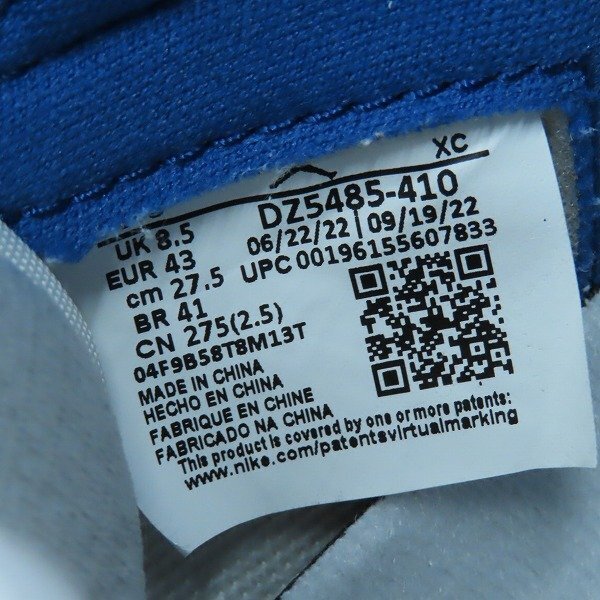 XC
DZ5485-410
UK 8.5 06/22/22 | 09/19/22
EUR 43 UPC 00196155607833
cm 27.5
BR 41
CN 275(2.5)
04F9B58T8M13T
MADE IN CHINA
HECHO EN CHINA
FABRIQUE EN CHINE
FABRICADO NA CHINA
This product is covered by one or more patents:
www.nike.com/patentsvirtualmarking